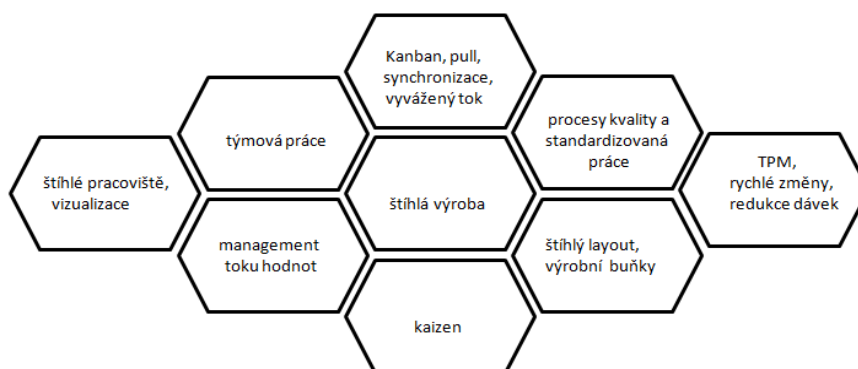 Kanban, pull,
synchronizace,
vyvážený tok
týmová práce
procesy kvality a
standardizovaná
práce
štíhlé pracoviště,
vizualizace
štíhlá výroba
TPM,
rychlé změny,
redukce dávek
management
toku hodnot
štíhlý layout,
výrobní buňky
kaizen